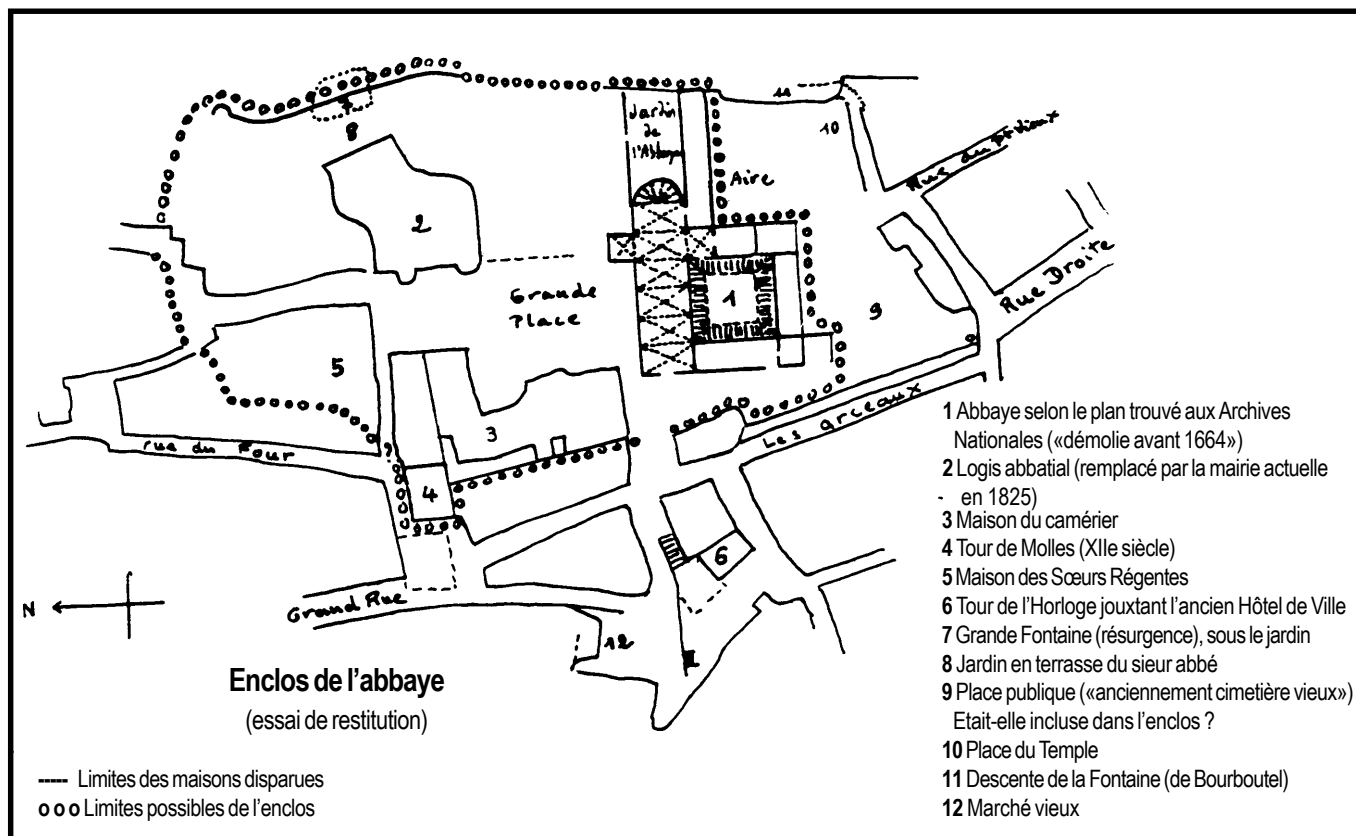 11
Jardin
de
l'Abbaye
10
Rue du Pt Vieux
8
Aire
2
Grande
Place
1
9
Rue Droite
5
3
Les Arceaux
rue du Four
4
6
N
Grand Rue
12
Enclos de l’abbaye
(essai de restitution)
----- Limites des maisons disparues
o o o Limites possibles de l’enclos
1 Abbaye selon le plan trouvé aux Archives
Nationales («démolie avant 1664»)
2 Logis abbatial (remplacé par la mairie actuelle
- en 1825)
3 Maison du camérier
4 Tour de Molles (XIIe siècle)
5 Maison des Sœurs Régentes
6 Tour de l’Horloge jouxtant l’ancien Hôtel de Ville
7 Grande Fontaine (résurgence), sous le jardin
8 Jardin en terrasse du sieur abbé
9 Place publique («anciennement cimetière vieux»)
Etait-elle incluse dans l’enclos ?
10 Place du Temple
11 Descente de la Fontaine (de Bourboutel)
12 Marché vieux